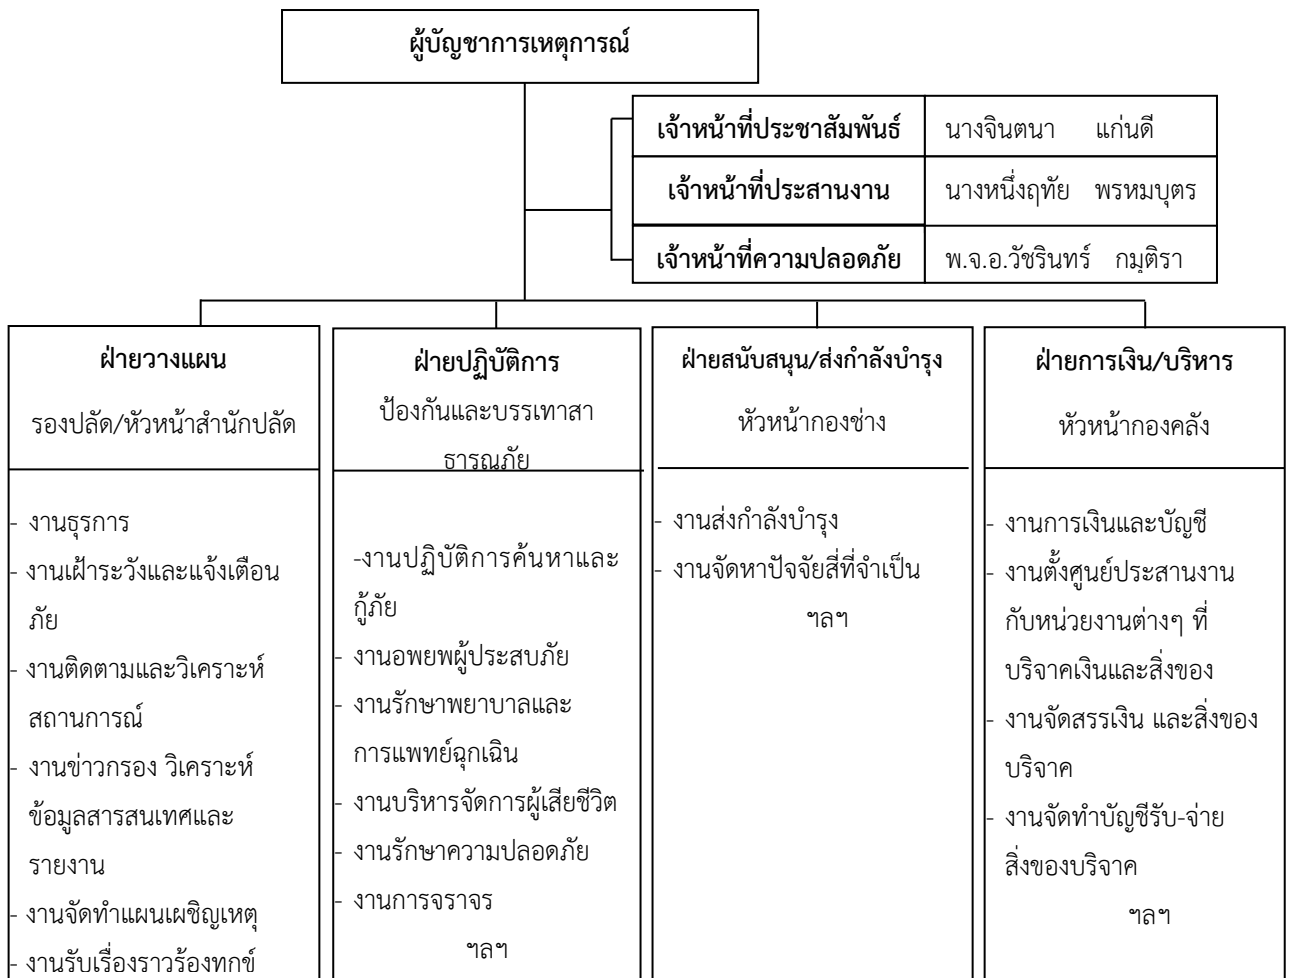 ผู้บัญชาการเหตุการณ์
เจ้าหน้าที่ประชาสัมพันธ์ นางจินตนา แก่นดี
เจ้าหน้าที่ประสานงาน นางหนึ่งฤทัย พรหมบุตร
เจ้าหน้าที่ความปลอดภัย พ.จ.อ.วัชรินทร์ กมุติรา
ฝ่ายวางแผน
รองปลัด/หัวหน้าสำนักปลัด
- งานธุรการ
- งานเฝ้าระวังและแจ้งเตือน
ภัย
- งานติดตามและวิเคราะห์
สถานการณ์
- งานข่าวกรอง วิเคราะห์
ข้อมูลสารสนเทศและ
รายงาน
- งานจัดทำแผนเผชิญเหตุ
- งานรับเรื่องราวร้องทุกข์
ฝ่ายปฏิบัติการ
ป้องกันและบรรเทาสา
ธารณภัย
-งานปฏิบัติการค้นหาและ
กู้ภัย
- งานอพยพผู้ประสบภัย
- งานรักษาพยาบาลและ
การแพทย์ฉุกเฉิน
- งานบริหารจัดการผู้เสียชีวิต
- งานรักษาความปลอดภัย
- งานการจราจร
ฯลฯ
ฝ่ายสนับสนุน/ส่งกำลังบำรุง
หัวหน้ากองช่าง
- งานส่งกำลังบำรุง
- งานจัดหาปัจจัยสี่ที่จำเป็น
ฯลฯ
ฝ่ายการเงิน/บริหาร
หัวหน้ากองคลัง
- งานการเงินและบัญชี
- งานตั้งศูนย์ประสานงาน
กับหน่วยงานต่างๆ ที่
บริจาคเงินและสิ่งของ
- งานจัดสรรเงิน และสิ่งของ
บริจาค
- งานจัดทำบัญชีรับ-จ่าย
สิ่งของบริจาค
ฯลฯ